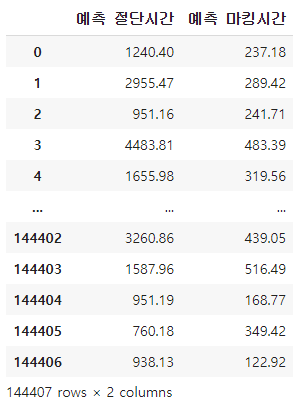 예측 절단시간 예측 마킹시간
0 1240.40 237.18
1 2955.47 289.42
2 951.16 241.71
3 4483.81 483.39
4 1655.98 319.56
... ... ...
144402 3260.86 439.05
144403 1587.96 516.49
144404 951.19 168.77
144405 760.18 349.42
144406 938.13 122.92
144407 rows × 2 columns